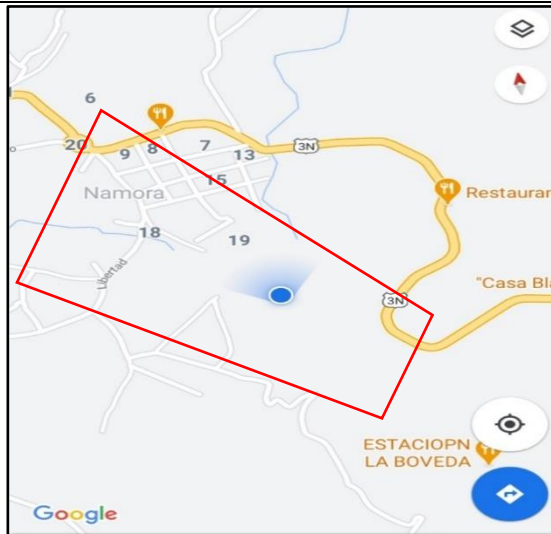 6
20
9
8
7
13
3N
15
Namora
Restauran
18
19
Libertad
"Casa Bla
3N
ESTACIOPN
LA BOVEDA
Google